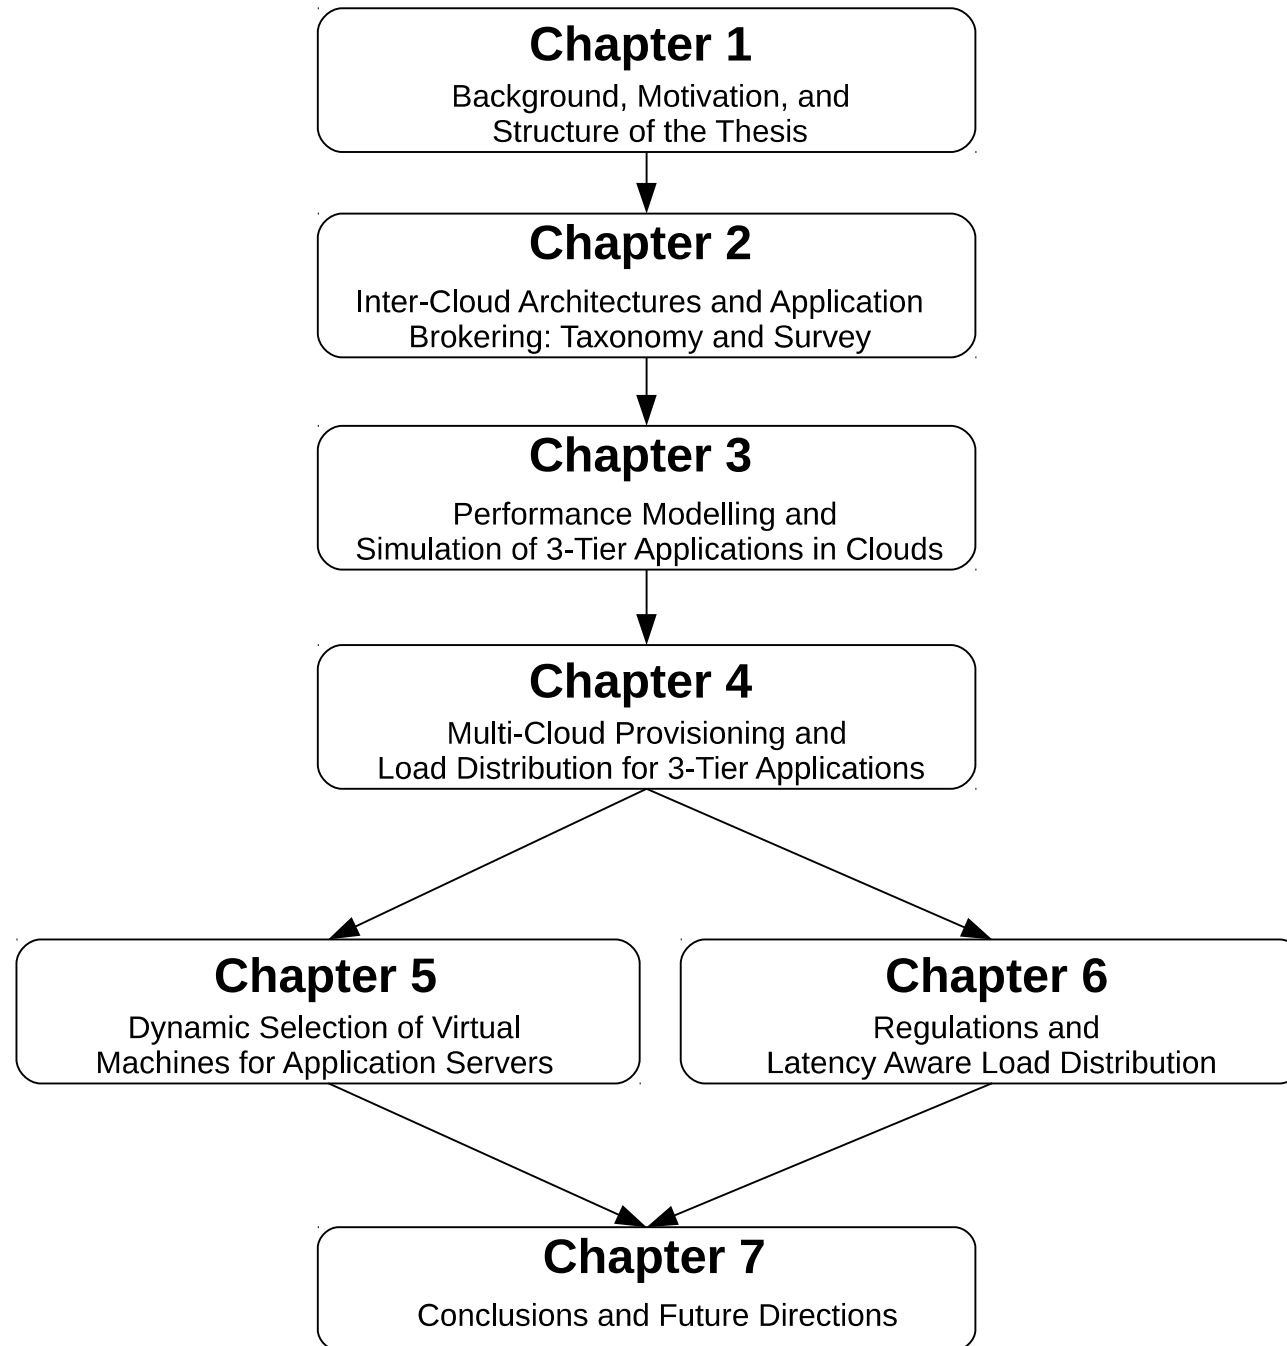 Chapter 1
Background, Motivation, and
Structure of the Thesis
Chapter 2
Inter-Cloud Architectures and Application
Brokering: Taxonomy and Survey
Chapter 3
Performance Modelling and
Simulation of 3-Tier Applications in Clouds
Chapter 4
Multi-Cloud Provisioning and
Load Distribution for 3-Tier Applications
Chapter 5
Dynamic Selection of Virtual
Machines for Application Servers
Chapter 6
Regulations and
Latency Aware Load Distribution
Chapter 7
Conclusions and Future Directions